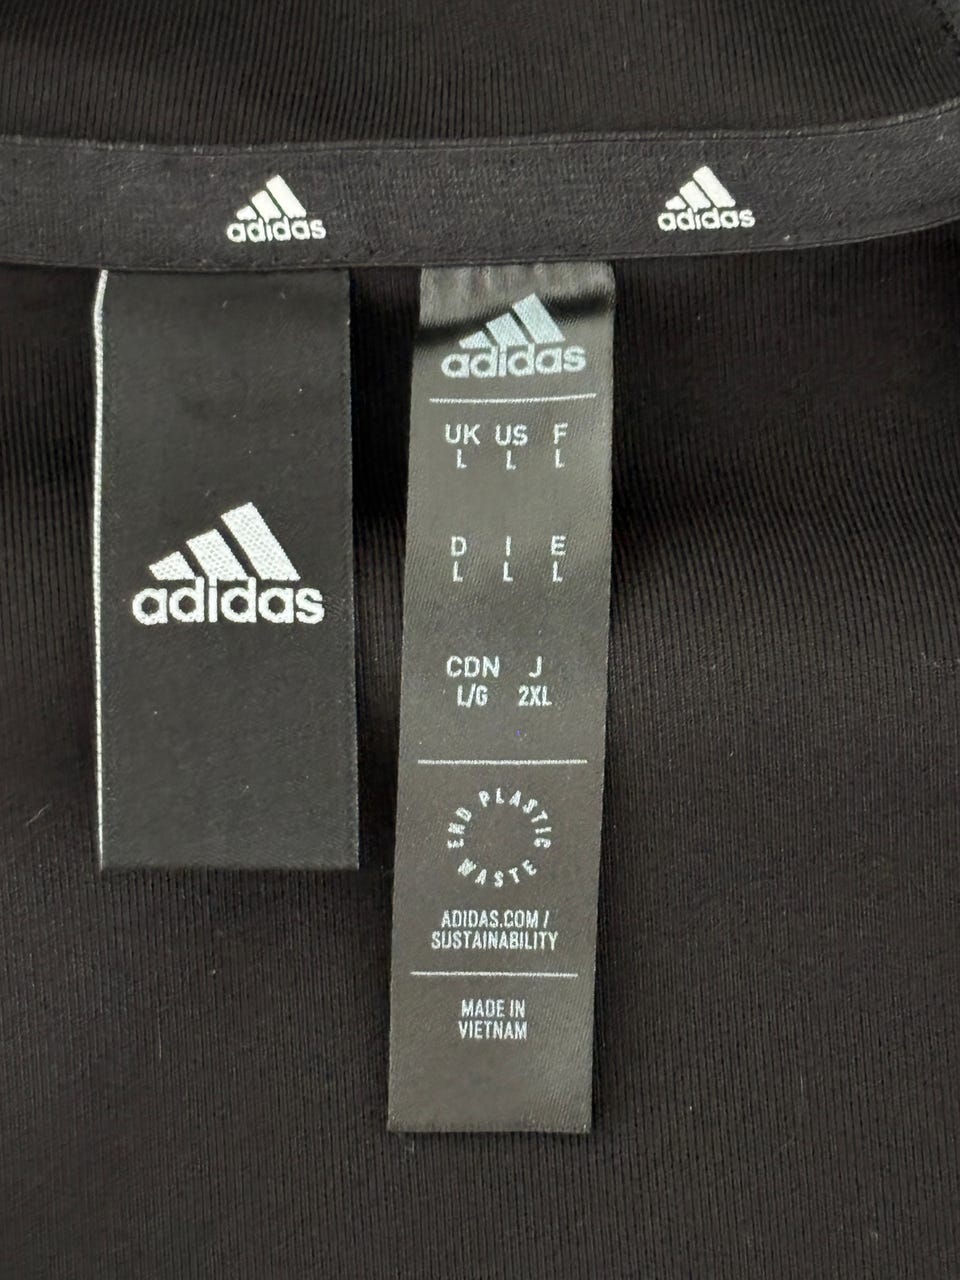 adidas adidas
adidas
adidas
UK US F
L L L
D I E
L L L
CDN J
L/G 2XL
END PLASTIC WASTE
ADIDAS.COM /
SUSTAINABILITY
MADE IN
VIETNAM